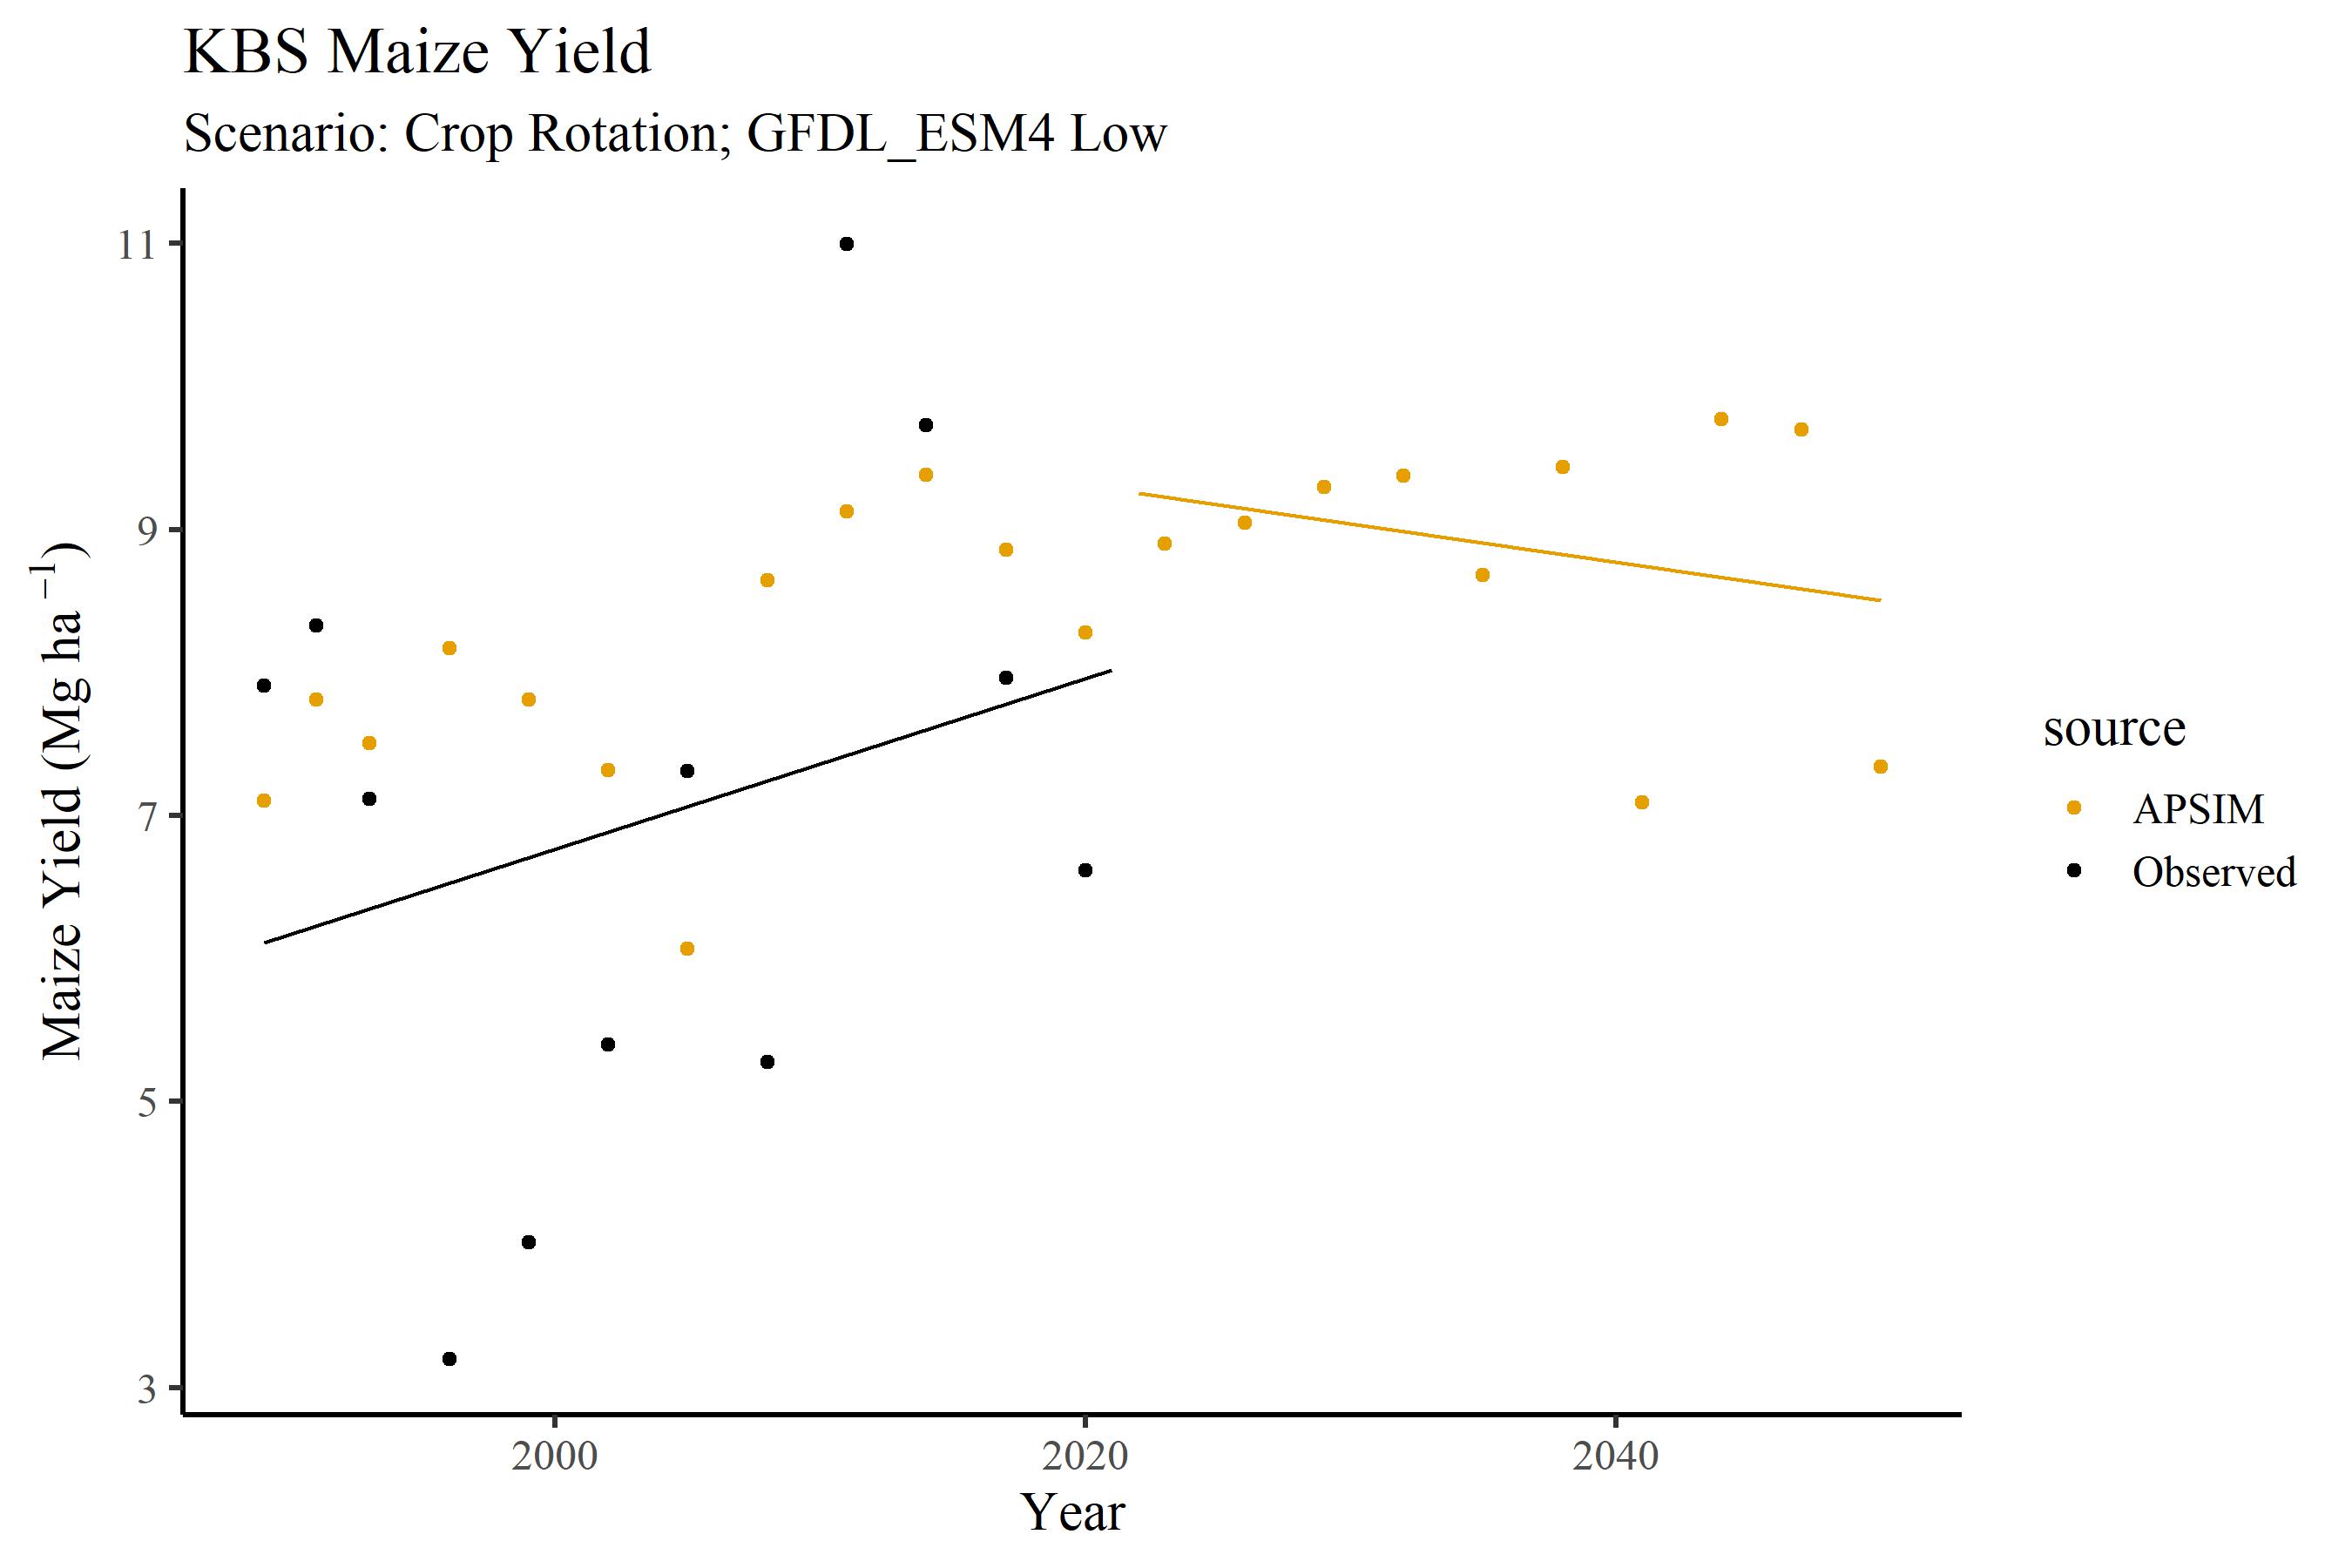 KBS Maize Yield
Scenario: Crop Rotation; GFDL_ESM4 Low
11
9
7
5
3
Maize Yield (Mg ha −1)
2000
2020
2040
Year
source
APSIM
Observed